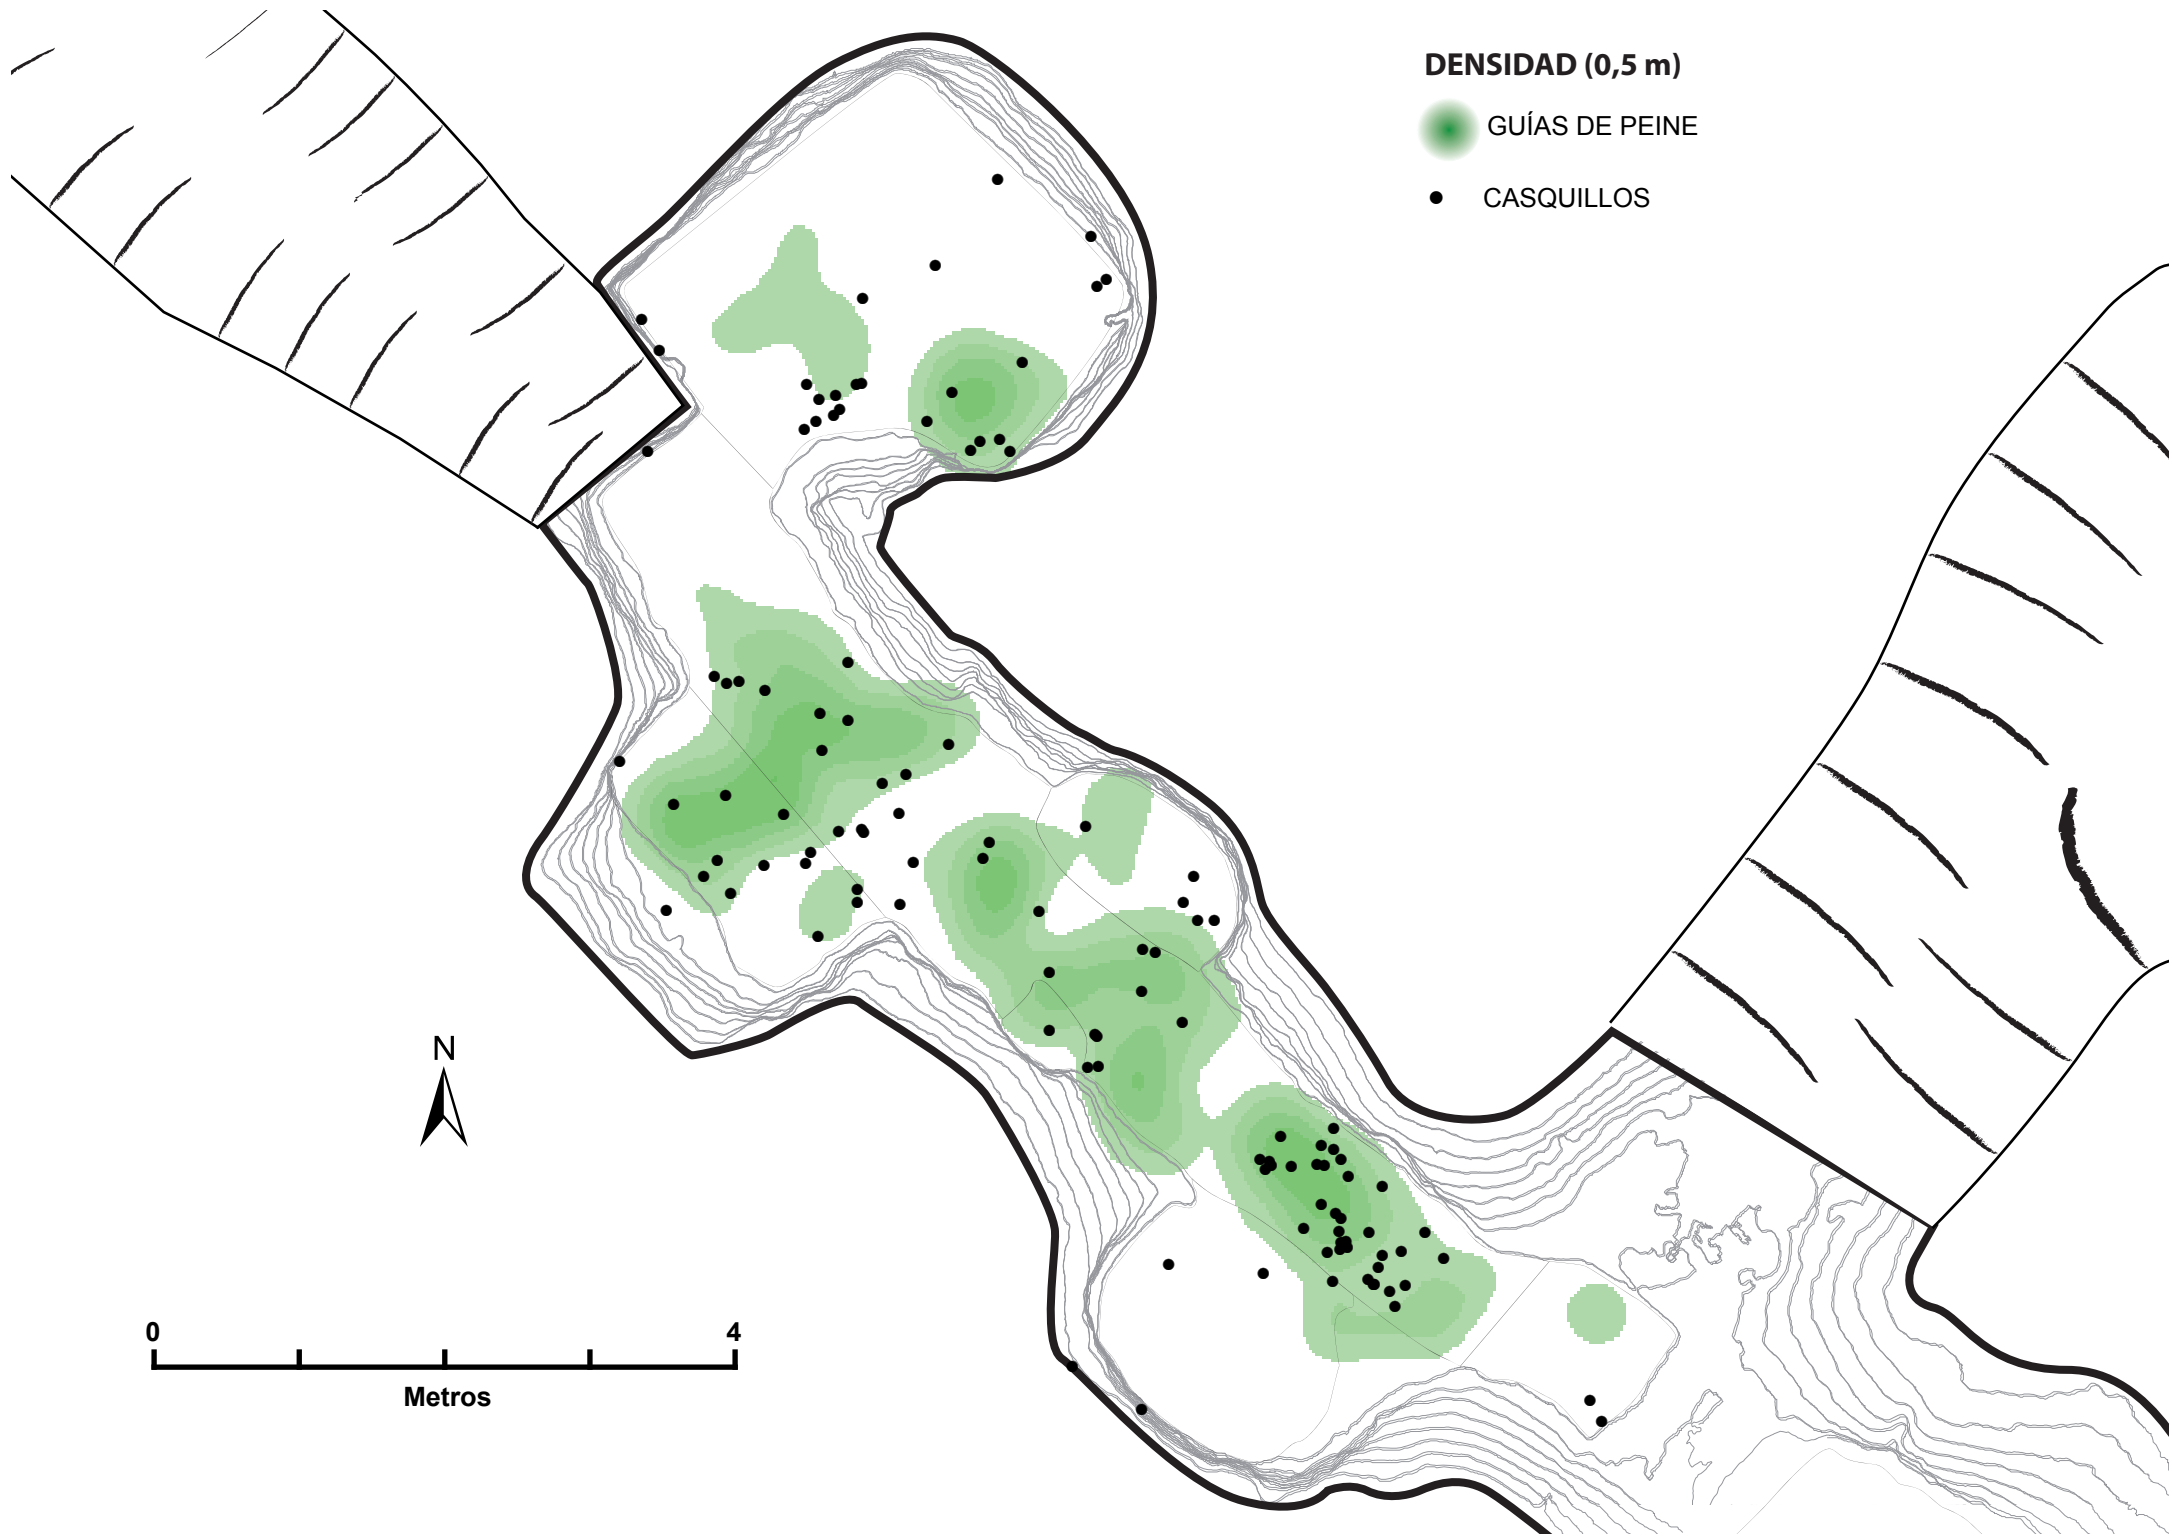 DENSIDAD (0,5 m)
GUÍAS DE PEINE
CASQUILLOS
N
0 4
Metros